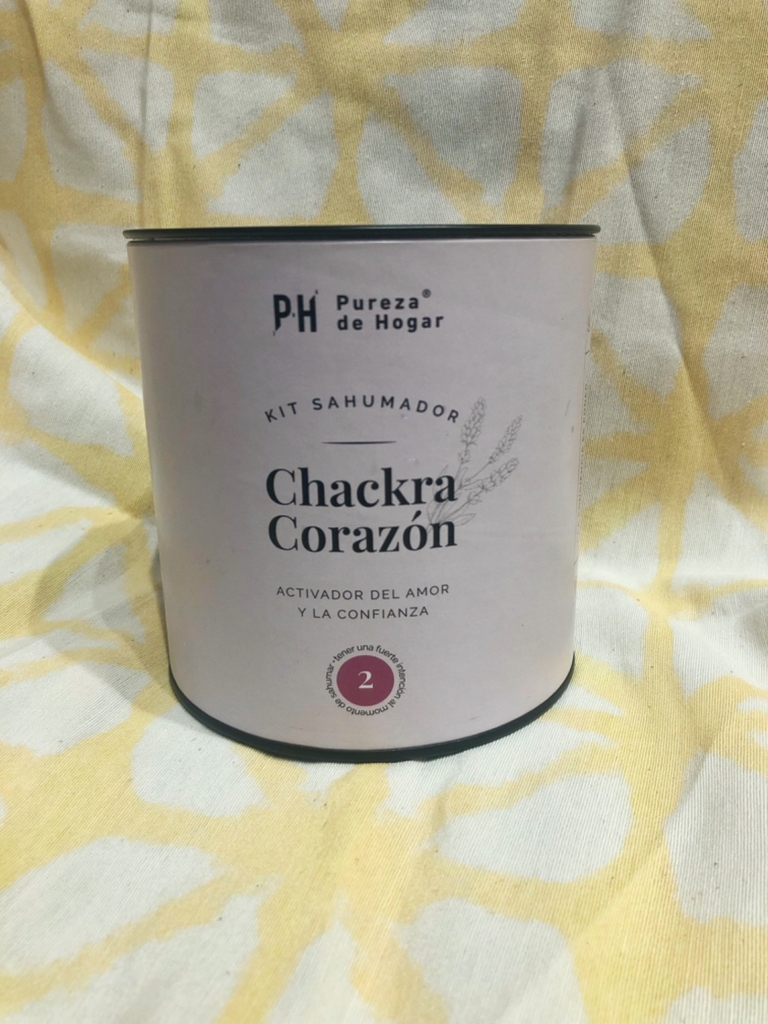 P·H Pureza®
de Hogar
KIT SAHUMADOR
Chackra
Corazón
ACTIVADOR DEL AMOR
Y LA CONFIANZA
tener una fuerte intención al momento de sahumar •
2